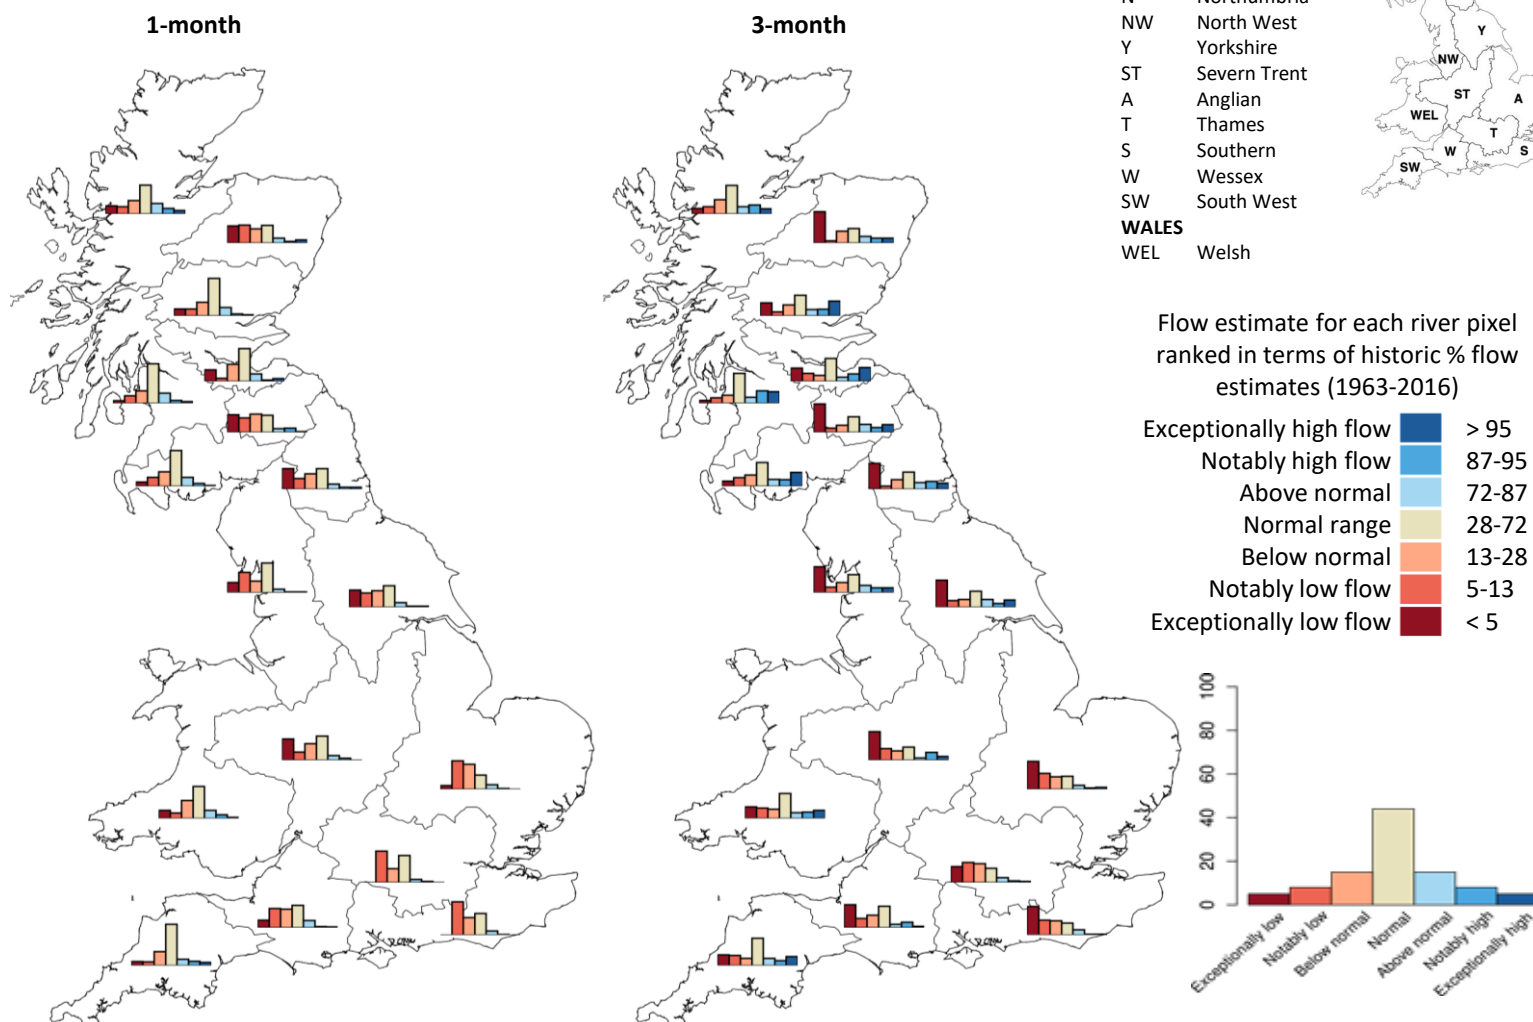 1-month
3-month
N Northumbria
NW North West
Y Yorkshire
ST Severn Trent
A Anglian
T Thames
S Southern
W Wessex
SW South West
WALES
WEL Welsh
Y
NW
ST
A
WEL
T
W
S
SW
Flow estimate for each river pixel
ranked in terms of historic % flow
estimates (1963-2016)
Exceptionally high flow > 95
Notably high flow 87-95
Above normal 72-87
Normal range 28-72
Below normal 13-28
Notably low flow 5-13
Exceptionally low flow < 5
100
80
60
40
20
0
Exceptionally low
Notably low
Below normal
Normal
Above normal
Notably high
Exceptionally high